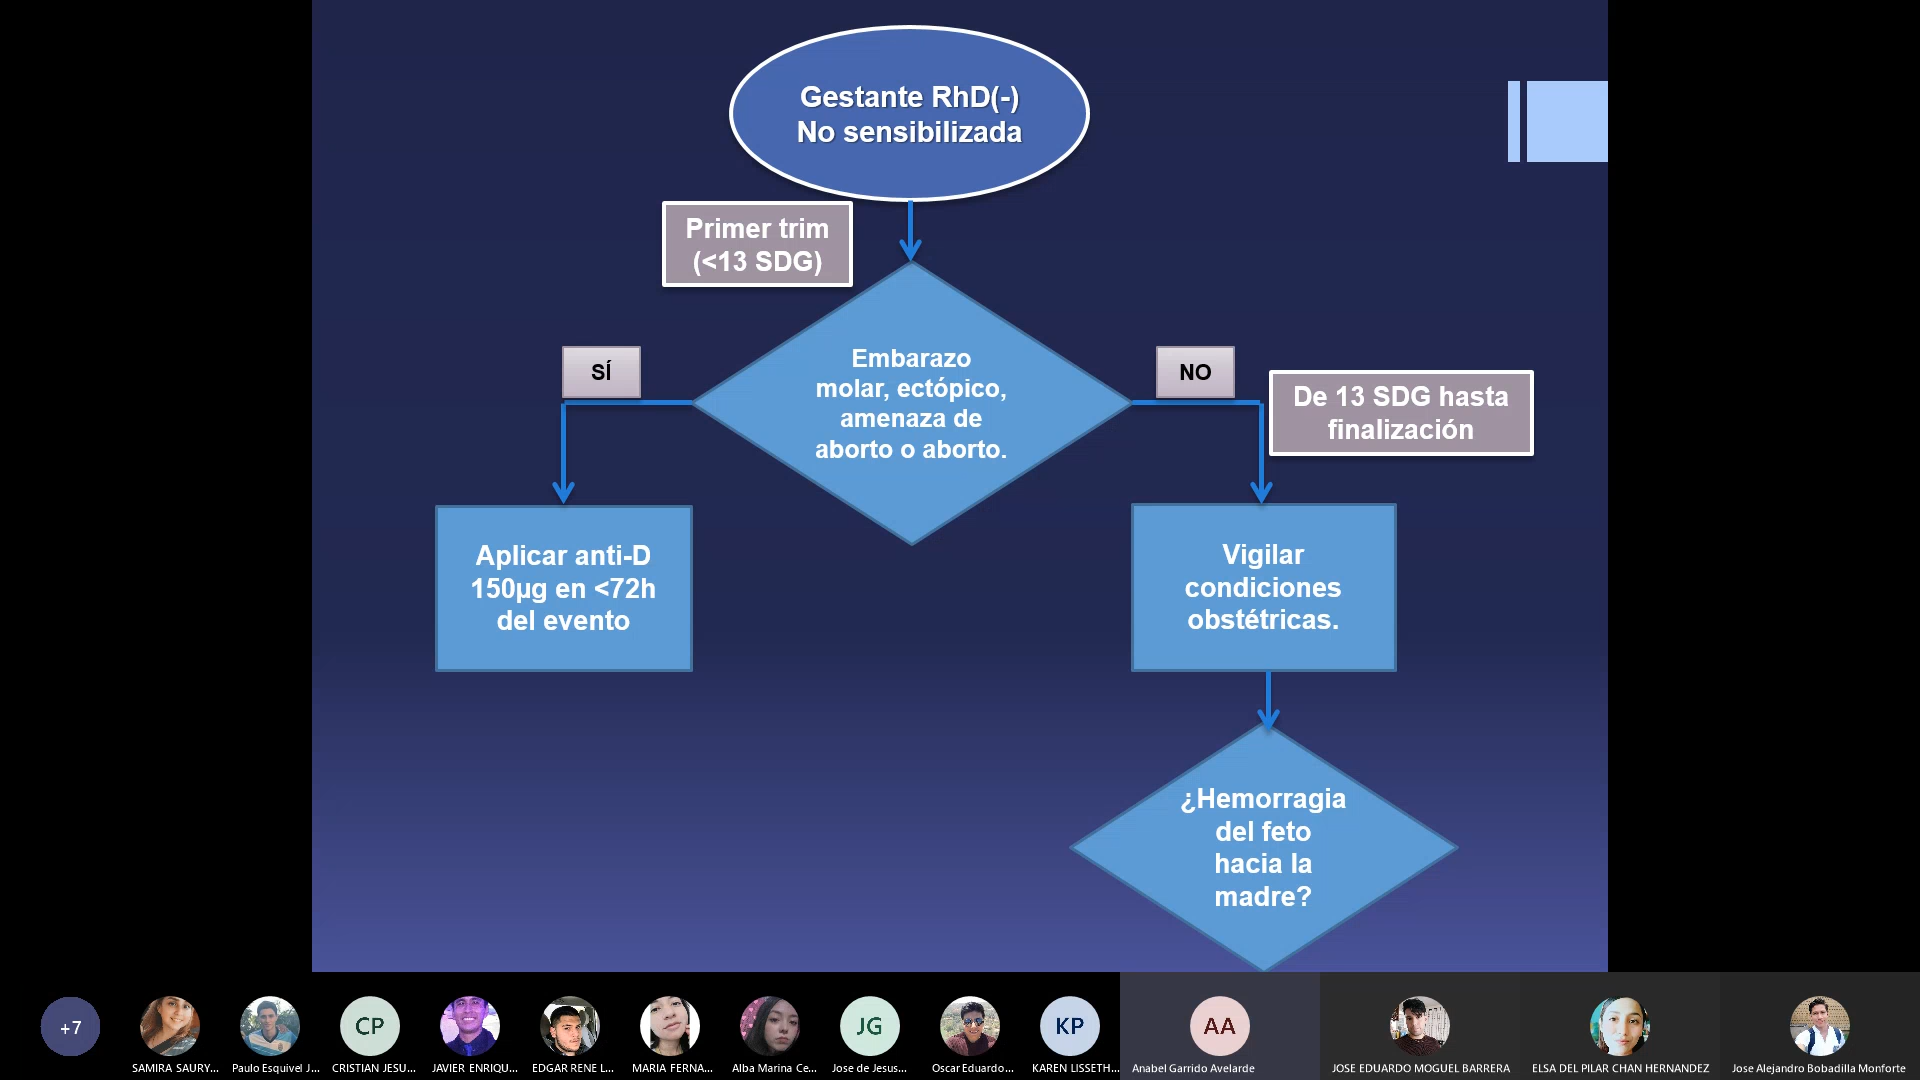 Gestante RhD(-)
No sensibilizada
Primer trim
(<13 SDG)
Embarazo
molar, ectópico,
amenaza de
aborto o aborto.
SÍ
NO
De 13 SDG hasta
finalización
Aplicar anti-D
150µg en <72h
del evento
Vigilar
condiciones
obstétricas.
¿Hemorragia
del feto
hacia la
madre?
+7
CP
JG
KP
AA
SAMIRA SAURY...
Paulo Esquivel J...
CRISTIAN JESU...
JAVIER ENRIQU...
EDGAR RENE L...
MARIA FERNA...
Alba Marina Ce...
Jose de Jesus...
Oscar Eduardo...
KAREN LISSETH...
Anabel Garrido Avelarde
JOSE EDUARDO MOGUEL BARRERA
ELSA DEL PILAR CHAN HERNANDEZ
Jose Alejandro Bobadilla Monforte